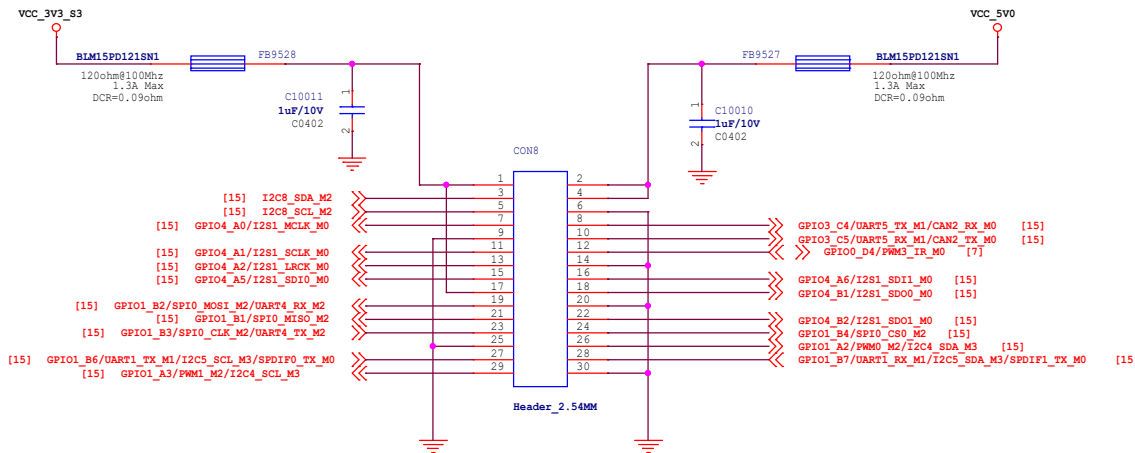 VCC_3V3_S3
VCC_5V0
BLM15PD121SN1
FB9528
FB9527
BLM15PD121SN1
120ohm@100Mhz
1.3A Max
DCR=0.09ohm
120ohm@100Mhz
1.3A Max
DCR=0.09ohm
1
C10011
1uF/10V
C0402
2
1
C10010
1uF/10V
C0402
2
CON8
1 2
3 4
5 6
7 8
9 10
11 12
13 14
15 16
17 18
19 20
21 22
23 24
25 26
27 28
29 30
[15] I2C8_SDA_M2
[15] I2C8_SCL_M2
[15] GPIO4_A0/I2S1_MCLK_M0
[15] GPIO4_A1/I2S1_SCLK_M0
[15] GPIO4_A2/I2S1_LRCK_M0
[15] GPIO4_A5/I2S1_SDI0_M0
[15] GPIO1_B2/SPI0_MOSI_M2/UART4_RX_M2
[15] GPIO1_B1/SPI0_MISO_M2
[15] GPIO1_B3/SPI0_CLK_M2/UART4_TX_M2
[15] GPIO1_B6/UART1_TX_M1/I2C5_SCL_M3/SPDIF0_TX_M0
[15] GPIO1_A3/PWM1_M2/I2C4_SCL_M3
GPIO3_C4/UART5_TX_M1/CAN2_RX_M0 [15]
GPIO3_C5/UART5_RX_M1/CAN2_TX_M0 [15]
GPIO0_D4/PWM3_IR_M0 [7]
GPIO4_A6/I2S1_SDI1_M0 [15]
GPIO4_B1/I2S1_SDO0_M0 [15]
GPIO4_B2/I2S1_SDO1_M0 [15]
GPIO1_B4/SPI0_CS0_M2 [15]
GPIO1_A2/PWM0_M2/I2C4_SDA_M3 [15]
GPIO1_B7/UART1_RX_M1/I2C5_SDA_M3/SPDIF1_TX_M0 [15
Header_2.54MM